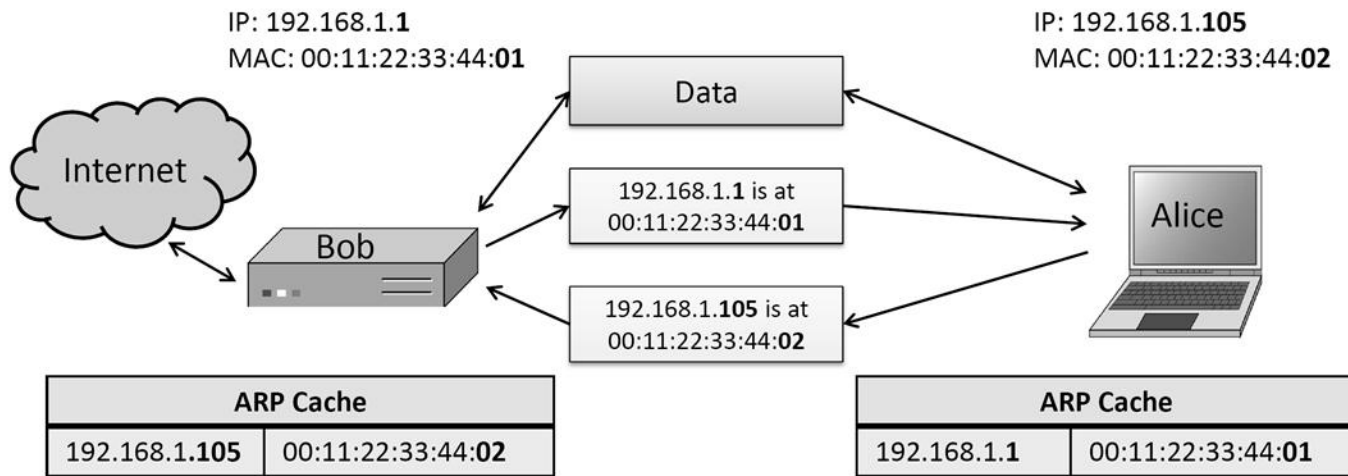 IP: 192.168.1.1
MAC: 00:11:22:33:44:01
IP: 192.168.1.105
MAC: 00:11:22:33:44:02
Data
Internet
192.168.1.1 is at
00:11:22:33:44:01
Bob
Alice
192.168.1.105 is at
00:11:22:33:44:02
ARP Cache
192.168.1.105 00:11:22:33:44:02
ARP Cache
192.168.1.1 00:11:22:33:44:01